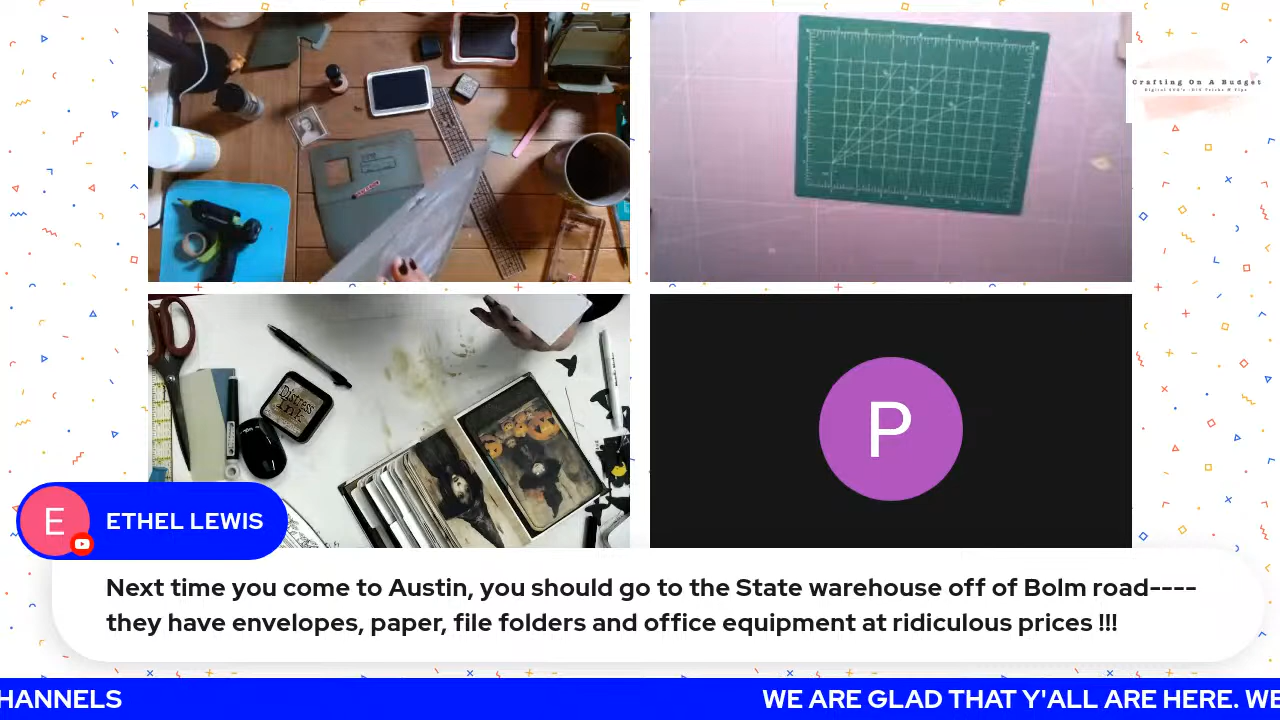 Crafting On A Budget
Distress
Ink
P
E
ETHEL LEWIS
Next time you come to Austin, you should go to the State warehouse off of Bolm road----
they have envelopes, paper, file folders and office equipment at ridiculous prices !!!
HANNELS
WE ARE GLAD THAT Y'ALL ARE HERE. WE